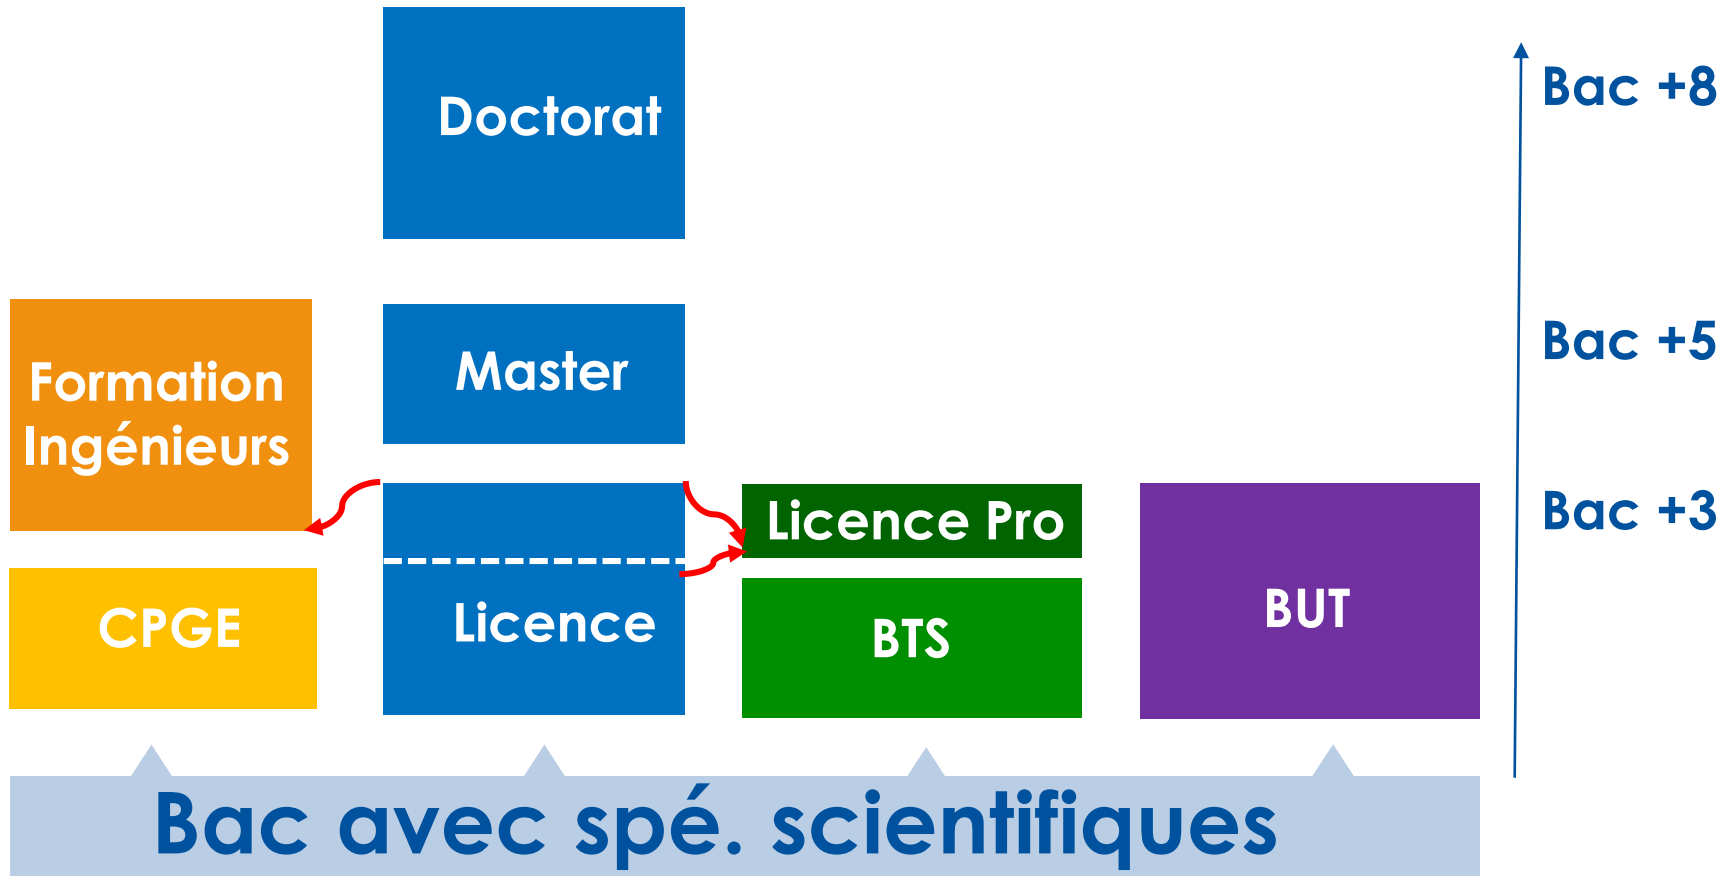 Doctorat
Bac +8
Formation
Ingénieurs
Master
Bac +5
Licence Pro
Bac +3
CPGE
Licence
BTS
BUT
Bac avec spé. scientifiques